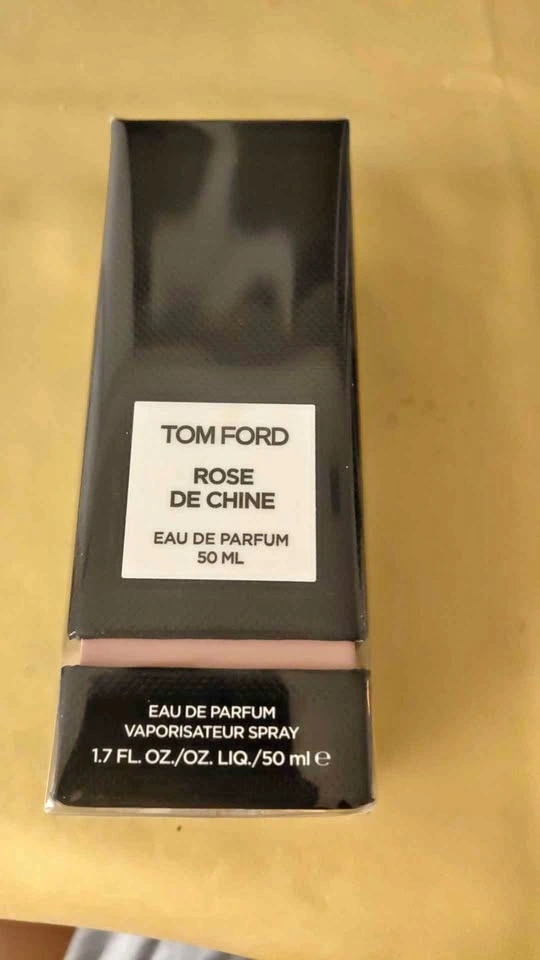 TOM FORD
ROSE
DE CHINE
EAU DE PARFUM
50 ML
EAU DE PARFUM
VAPORISATEUR SPRAY
1.7 FL. OZ./OZ. LIQ./50 ml ℮